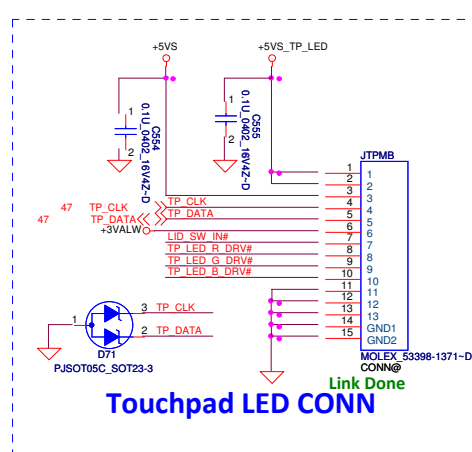 +5VS
+5VS_TP_LED
1
2
C554
0.1U_0402_16V4Z~D
1
2
C555
0.1U_0402_16V4Z~D
JTPMB
1 1
2 2
3 3
47 TP_CLK TP_CLK 4 4
47 TP_DATA TP_DATA 5 5
+3VALW 6 6
LID_SW_IN# 7 7
TP_LED_R_DRV# 8 8
TP_LED_G_DRV# 9 9
TP_LED_B_DRV# 10 10
11 11
12 12
13 13
14 GND1
15 GND2
1
3 TP_CLK
2 TP_DATA
D71
PJSOT05C_SOT23-3
MOLEX_53398-1371~D
CONN@
Link Done
Touchpad LED CONN